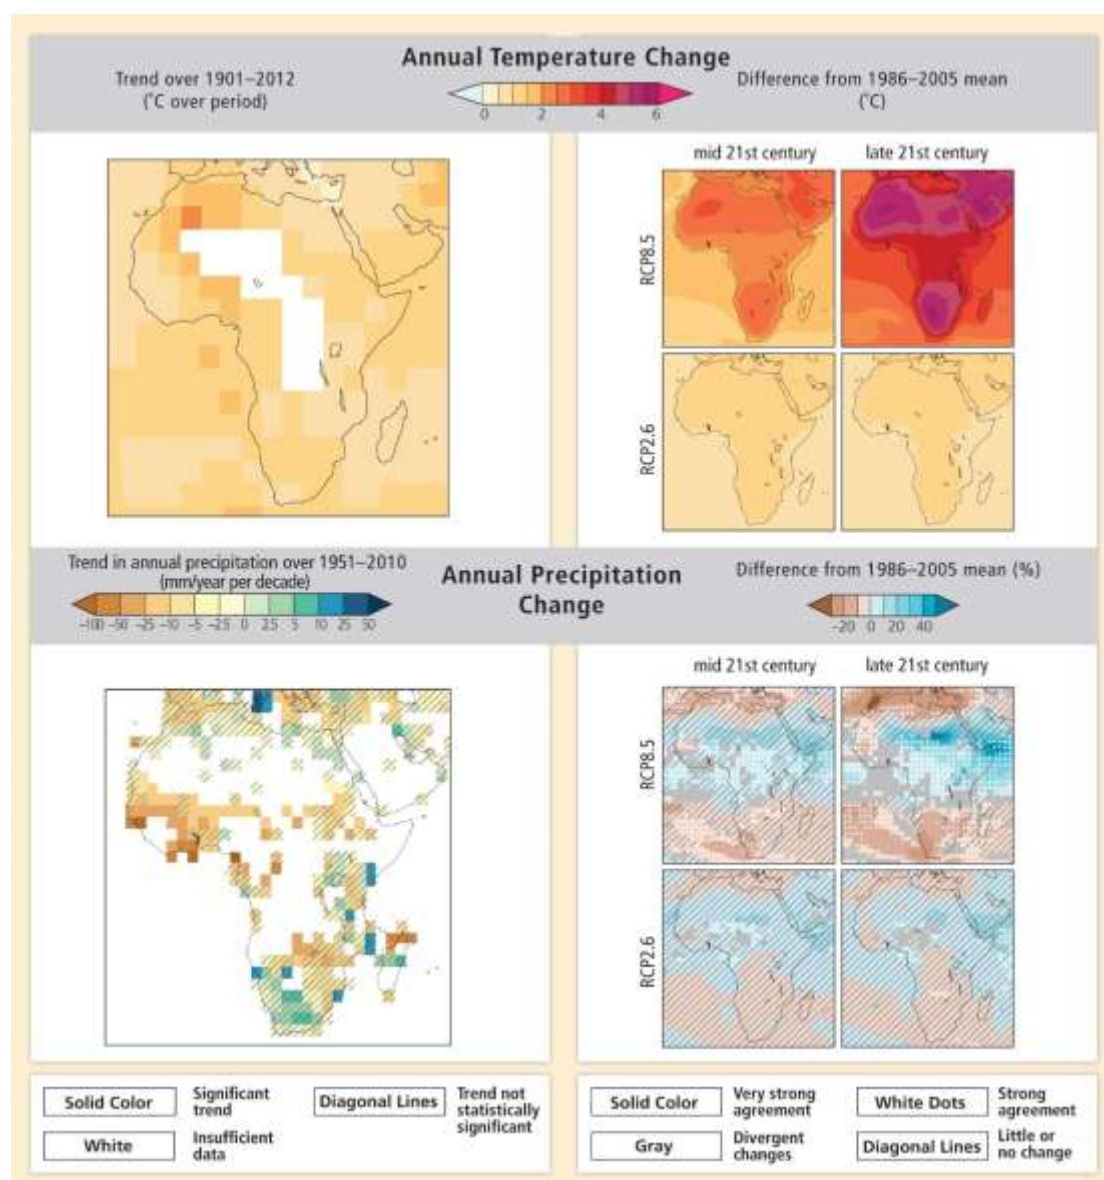 Annual Temperature Change
Trend over 1901–2012
(˚C over period)
0 2 4 6
Difference from 1986–2005 mean
(˚C)
mid 21st century
late 21st century
RCP8.5
RCP2.6
Trend in annual precipitation over 1951–2010
(mm/year per decade)
–100 –50 –25 –10 –5 –2.5 0 2.5 5 10 25 50
Annual Precipitation
Change
Difference from 1986–2005 mean (%)
–20 0 20 40
mid 21st century
late 21st century
RCP8.5
RCP2.6
Solid Color
Significant
trend
Diagonal Lines
Trend not
statistically
significant
White
Insufficient
data
Solid Color
Very strong
agreement
White Dots
Strong
agreement
Gray
Divergent
changes
Diagonal Lines
Little or
no change